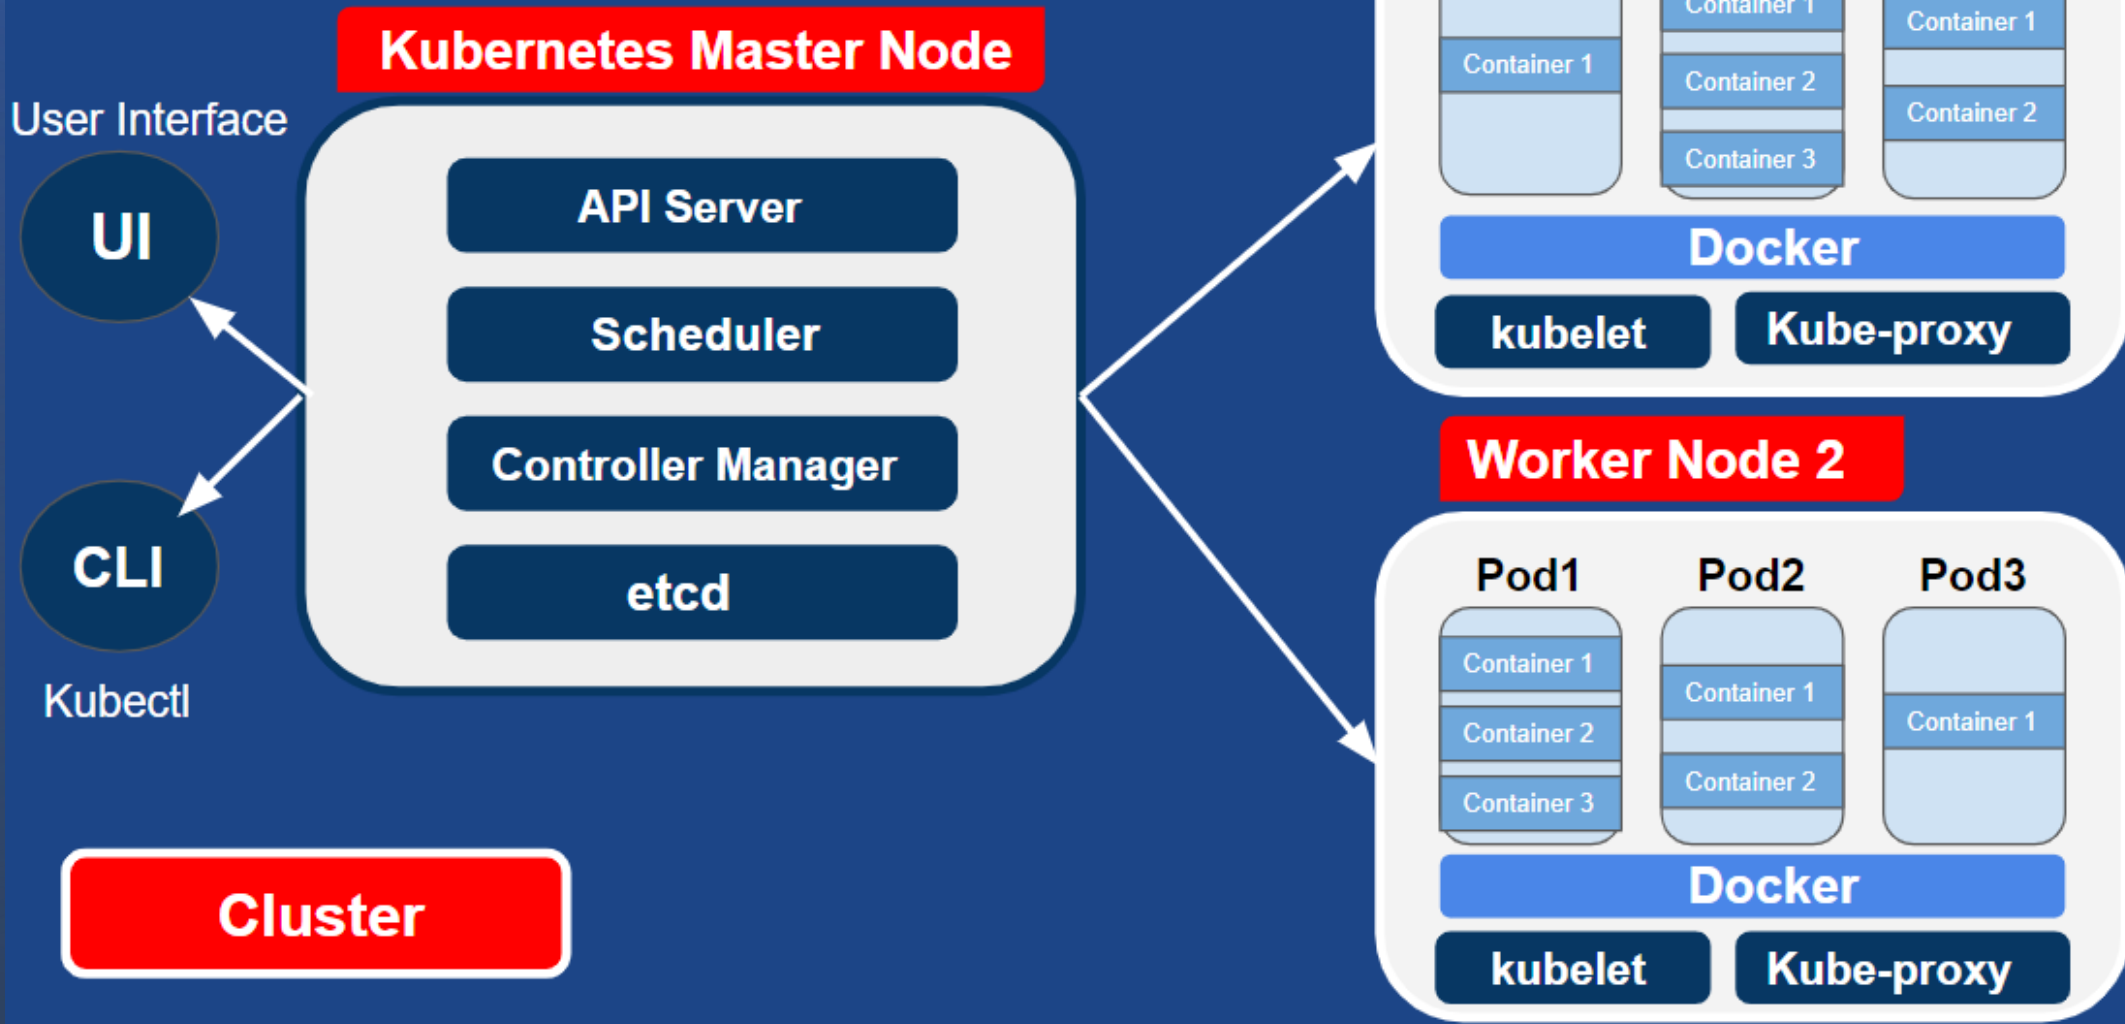 Kubernetes Master Node
User Interface
UI
CLI
Kubectl
API Server
Scheduler
Controller Manager
etcd
Cluster
Container 1
Container 1
Container 2
Container 3
Container 1
Container 2
Docker
kubelet
Kube-proxy
Worker Node 2
Pod1
Pod2
Pod3
Container 1
Container 2
Container 3
Container 1
Container 2
Container 1
Docker
kubelet
Kube-proxy